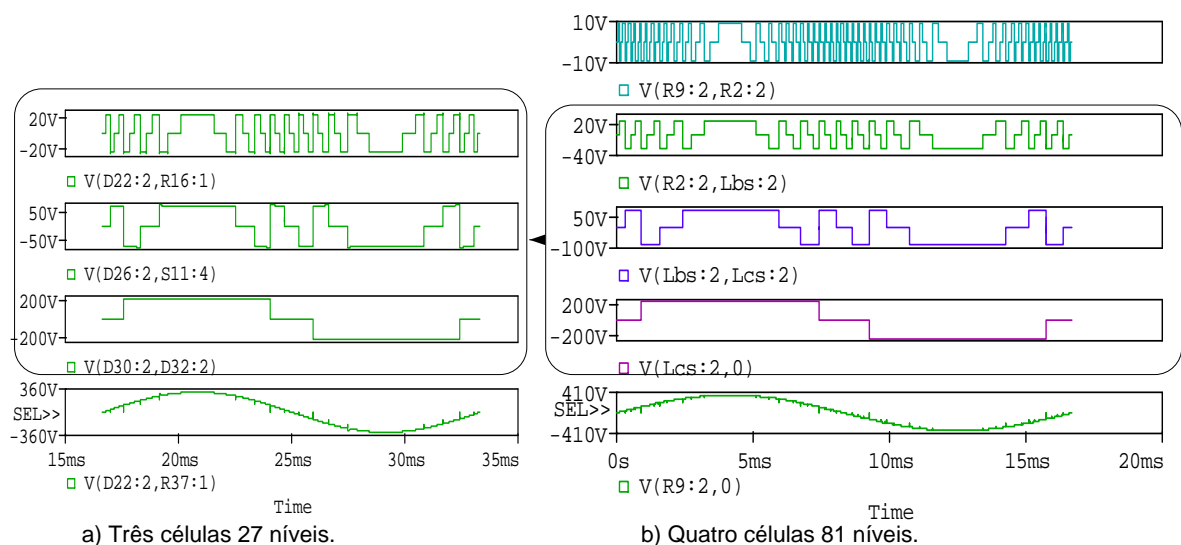 20V
-20V
V(D22:2,R16:1)
50V
-50V
V(D26:2,S11:4)
200V
-200V
V(D30:2,D32:2)
360V
SEL>>
-360V
15ms 20ms 25ms 30ms 35ms
V(D22:2,R37:1)
Time
a) Três células 27 níveis.
10V
-10V
V(R9:2,R2:2)
20V
-40V
V(R2:2,Lbs:2)
50V
-100V
V(Lbs:2,Lcs:2)
200V
-200V
V(Lcs:2,0)
410V
SEL>>
-410V
0s 5ms 10ms 15ms 20ms
V(R9:2,0)
Time
b) Quatro células 81 níveis.